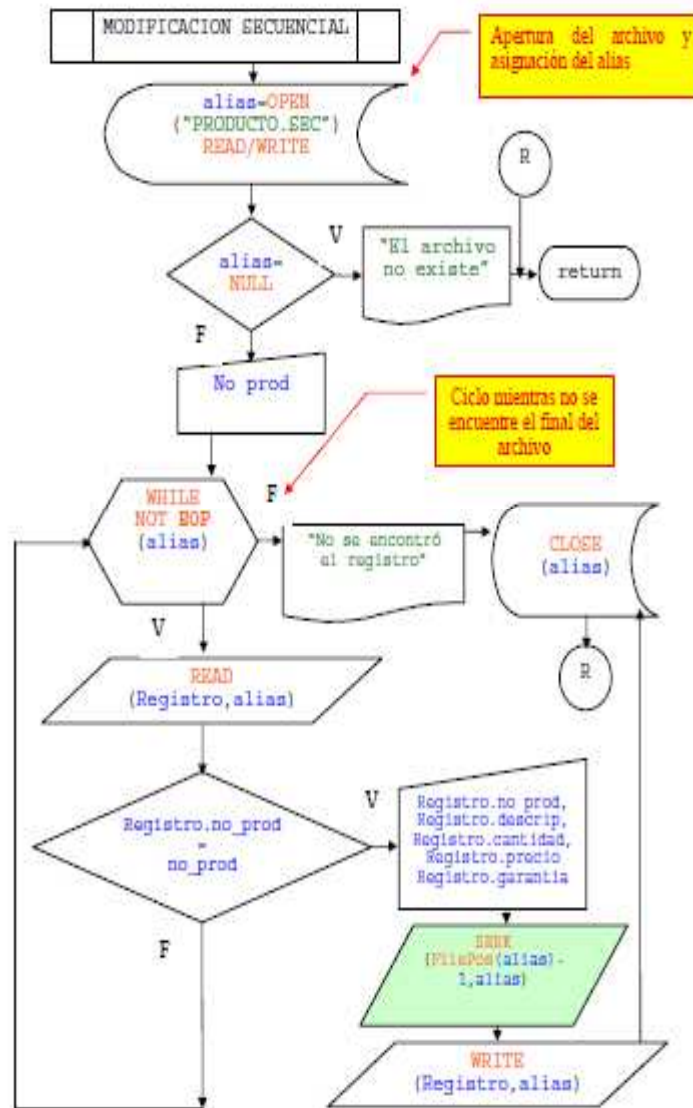 MODIFICACION SECUENCIAL
Apertura del archivo y
asignación del alias
alias=OPEN
("PRODUCTO.SEC")
READ/WRITE
R
V
alias=
NULL
"El archivo
no existe"
return
F
No prod
Ciclo mientras no se
encuentre el final del
archivo
WHILE
NOT EOF
(alias)
F
"No se encontró
el registro"
CLOSE
(alias)
V
R
READ
(Registro,alias)
V
Registro.no_prod
=
no_prod
Registro.no_prod,
Registro.descrip,
Registro.cantidad,
Registro.precio
Registro.garantia
F
SEEK
(FilePos(alias)-
1,alias)
WRITE
(Registro,alias)